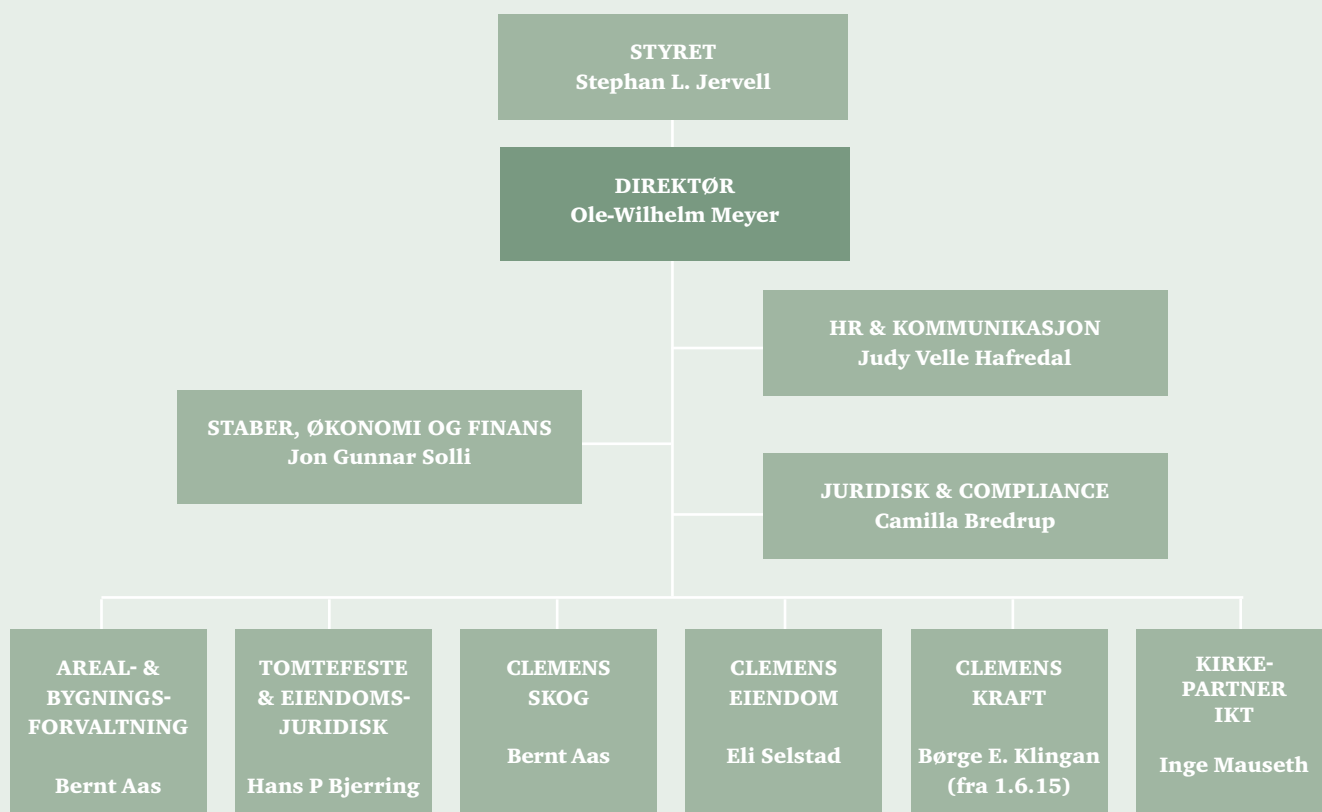 STYRET
Stephan L. Jervell
DIREKTØR
Ole-Wilhelm Meyer
HR & KOMMUNIKASJON
Judy Velle Hafredal
STABER, ØKONOMI OG FINANS
Jon Gunnar Solli
JURIDISK & COMPLIANCE
Camilla Bredrup
AREAL- &
BYGNINGS-
FORVALTNING
Bernt Aas
TOMTEFESTE
& EIENDOMS-
JURIDISK
Hans P Bjerring
CLEMENS
SKOG
Bernt Aas
CLEMENS
EIENDOM
Eli Selstad
CLEMENS
KRAFT
Børge E. Klingan
(fra 1.6.15)
KIRKE-
PARTNER
IKT
Inge Mauseth